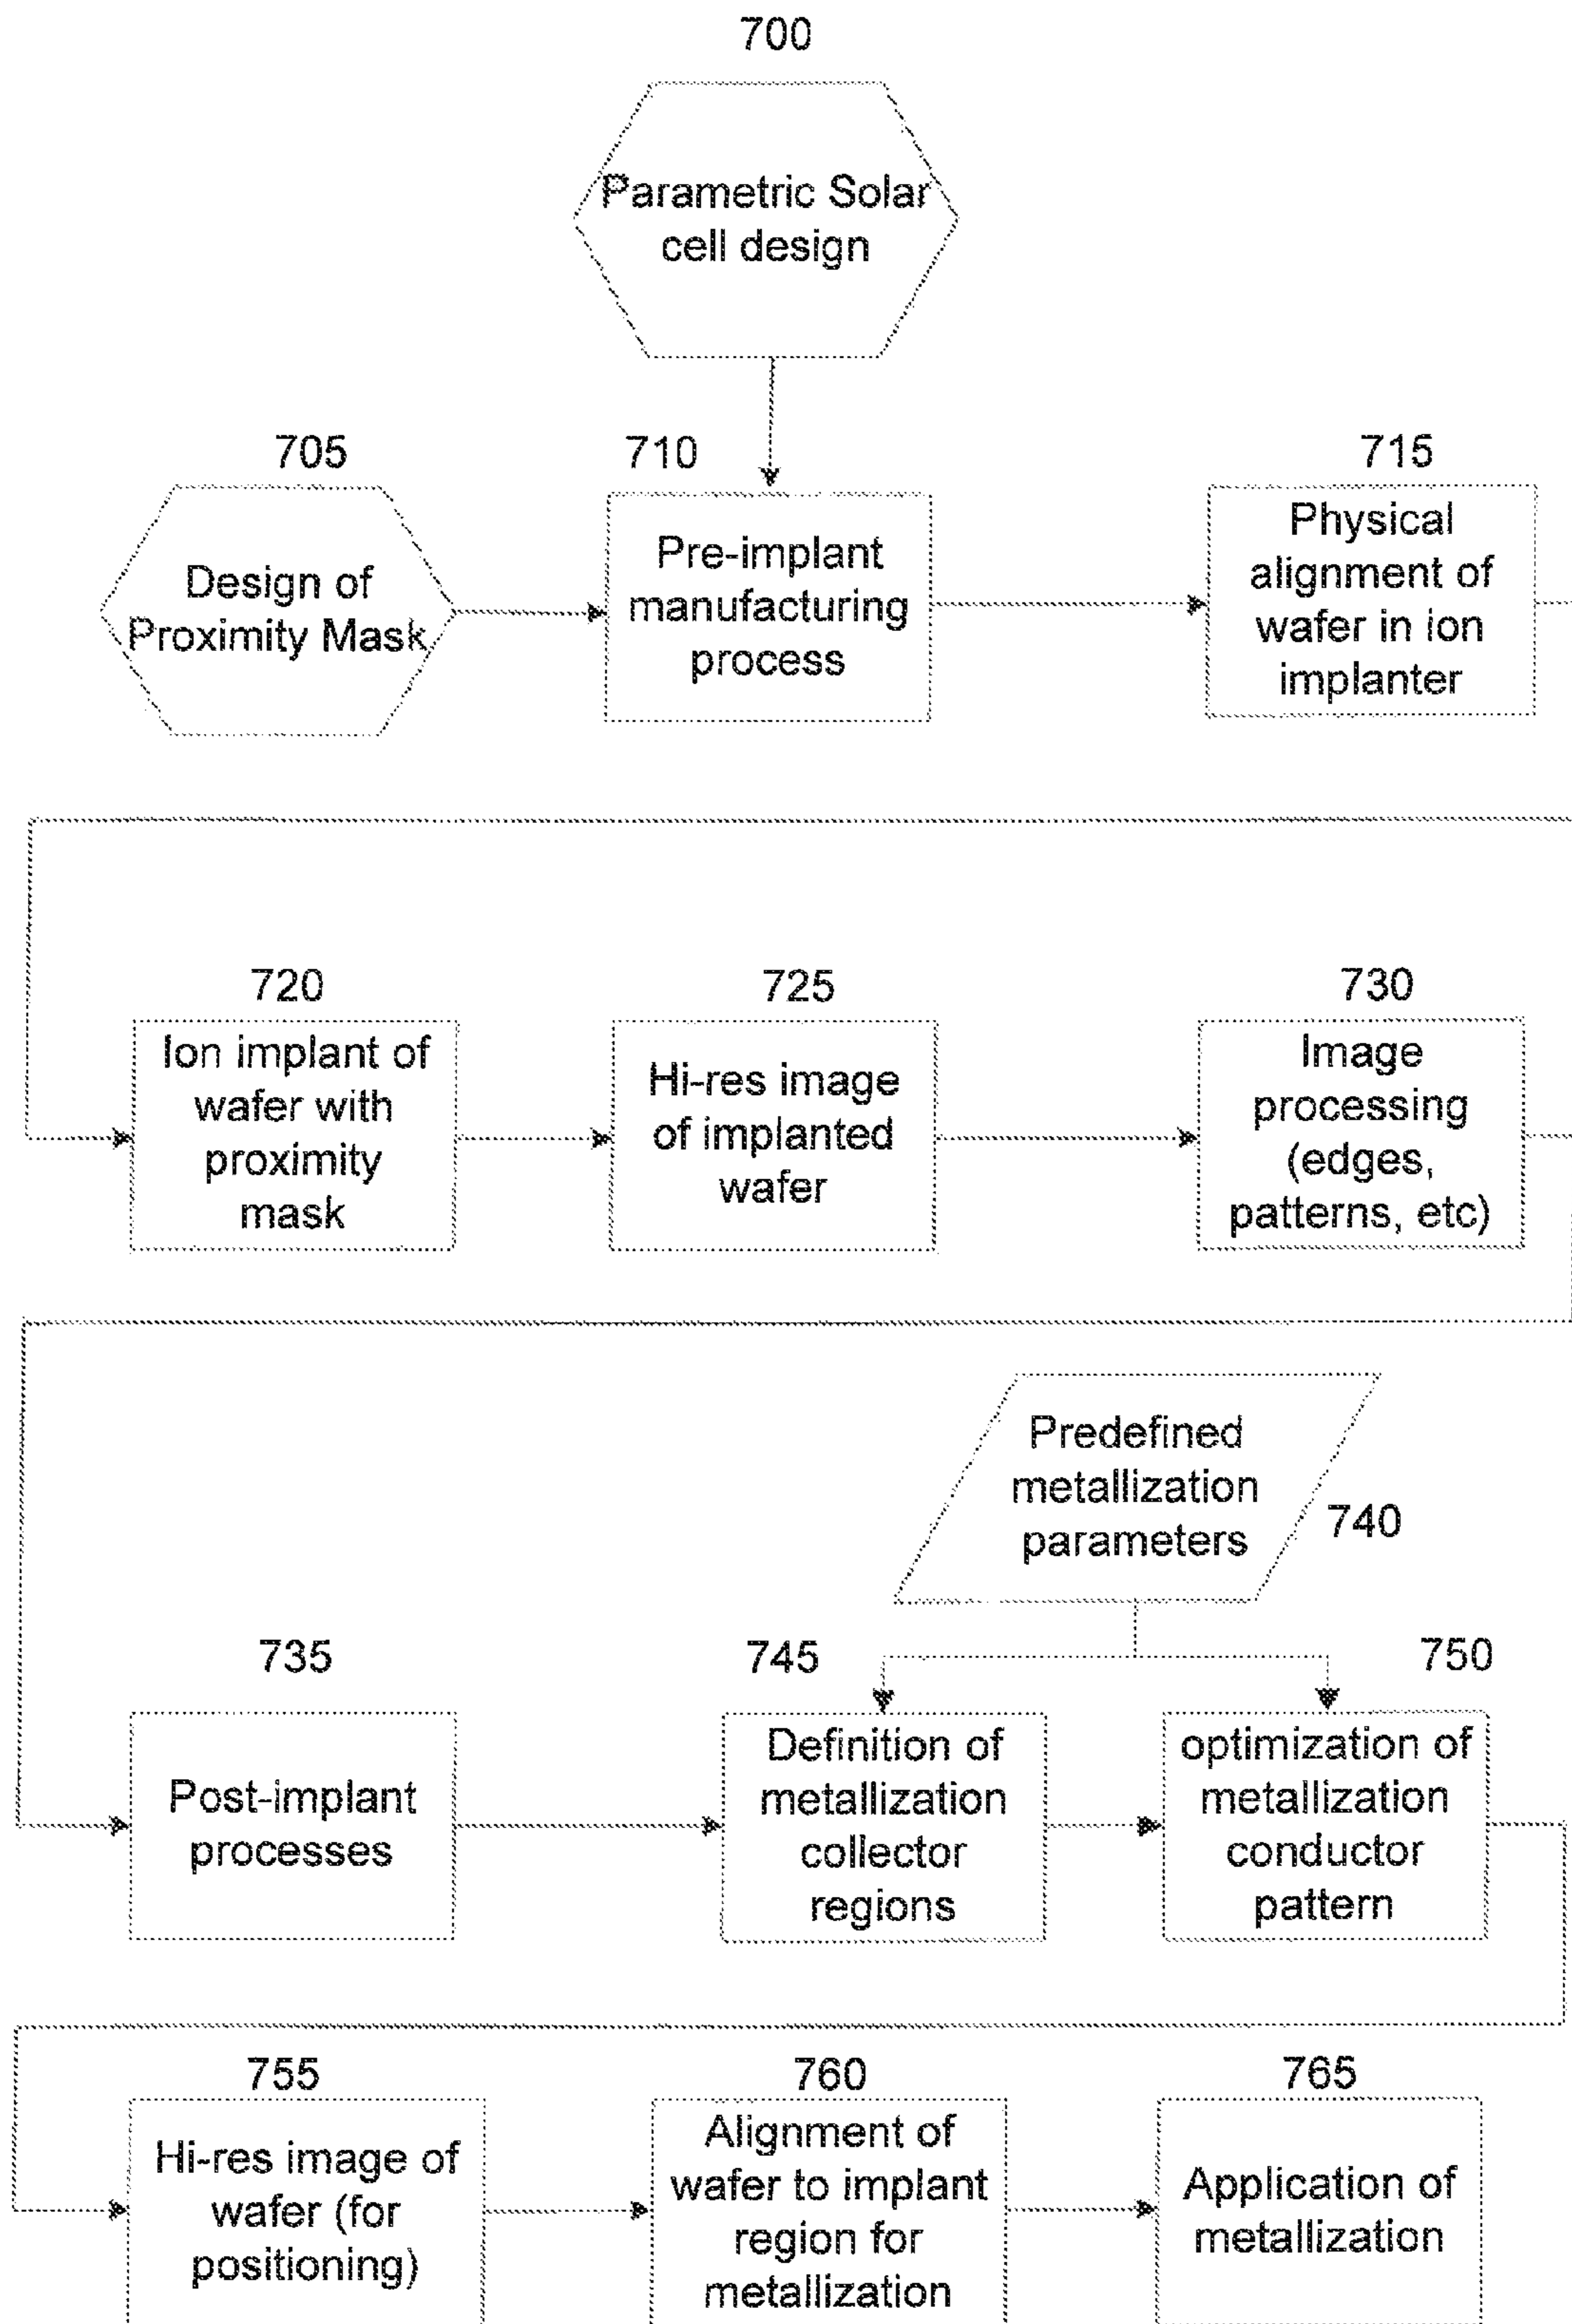 700
Parametric Solar
cell design
705
Design of
Proximity Mask
710
Pre-implant
manufacturing
process
715
Physical
alignment of
wafer in ion
implanter
720
Ion implant of
wafer with
proximity
mask
725
Hi-res image
of implanted
wafer
730
Image
processing
(edges,
patterns, etc)
Predefined
metallization
parameters
740
735
Post-implant
processes
745
Definition of
metallization
collector
regions
750
optimization of
metallization
conductor
pattern
755
Hi-res image of
wafer (for
positioning)
760
Alignment of
wafer to implant
region for
metallization
765
Application of
metallization